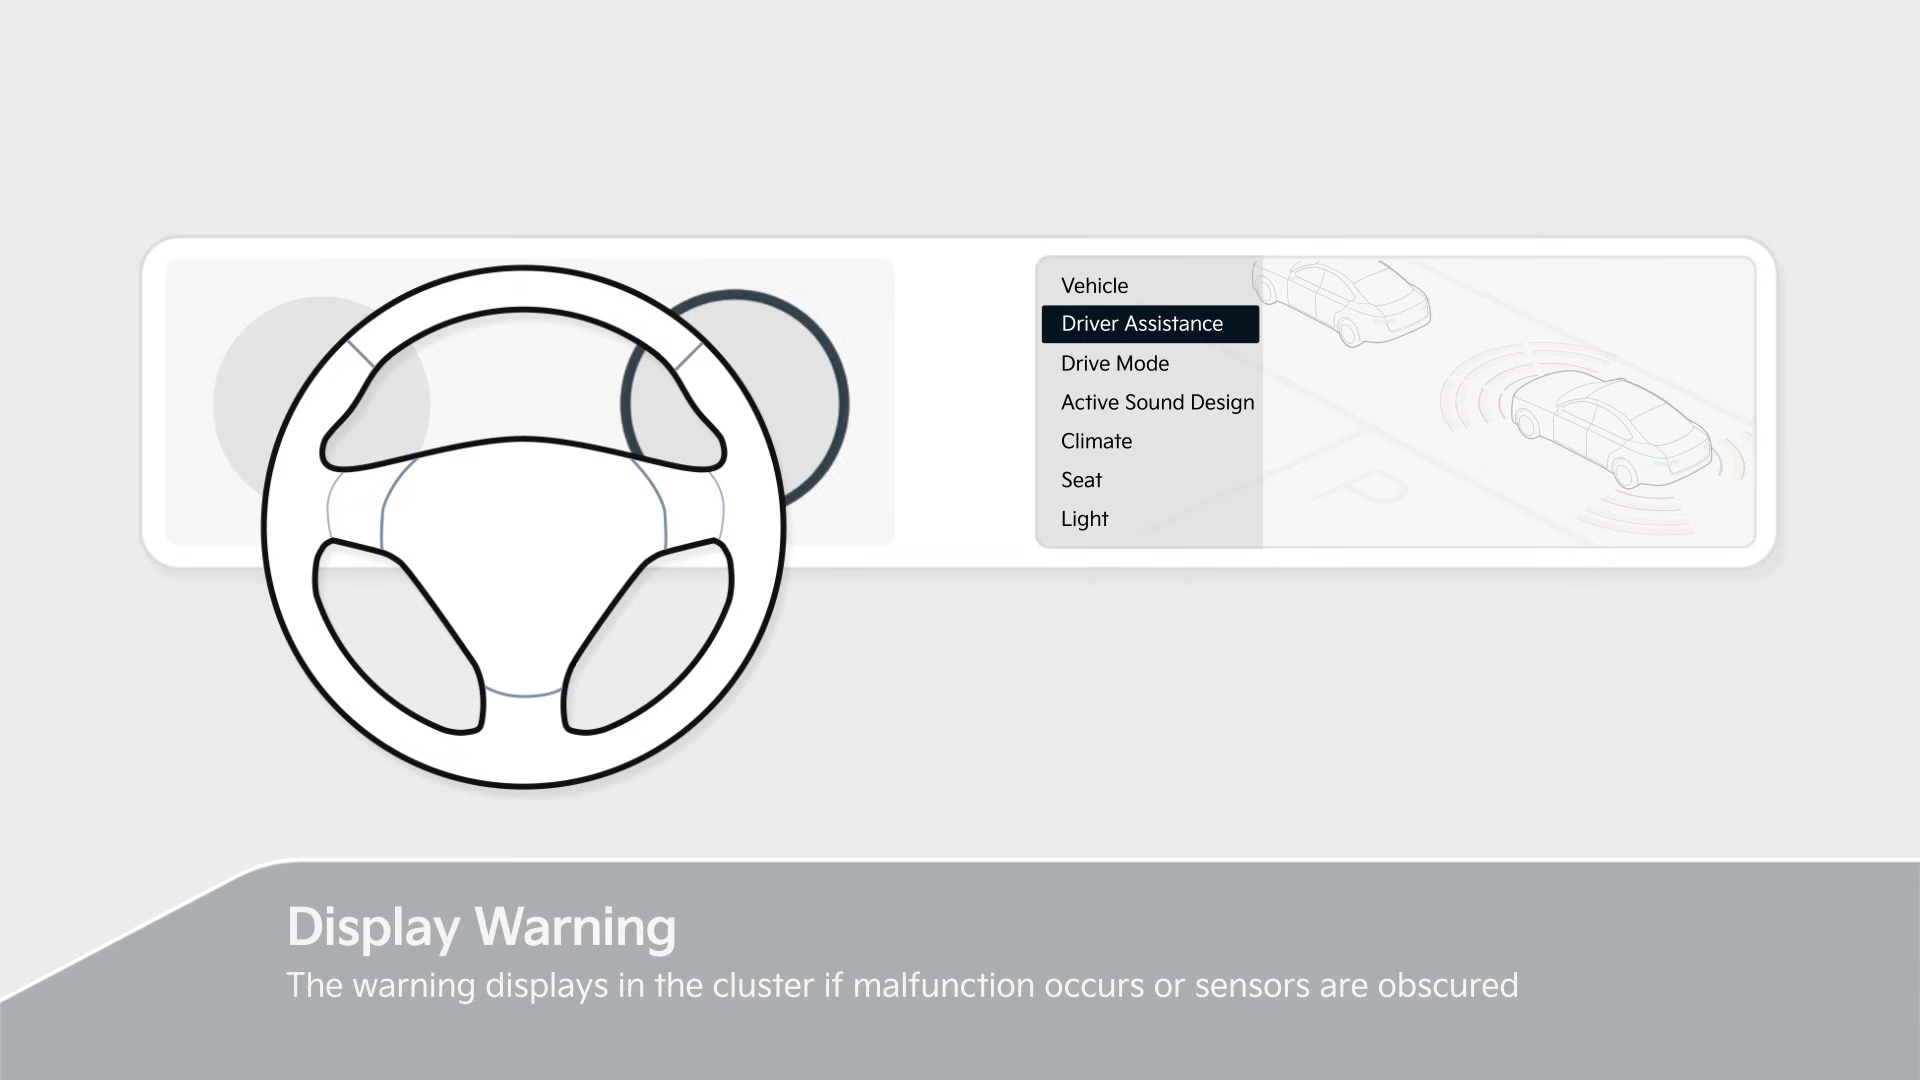 Vehicle
Driver Assistance
Drive Mode
Active Sound Design
Climate
Seat
Light
P
Display Warning
The warning displays in the cluster if malfunction occurs or sensors are obscured